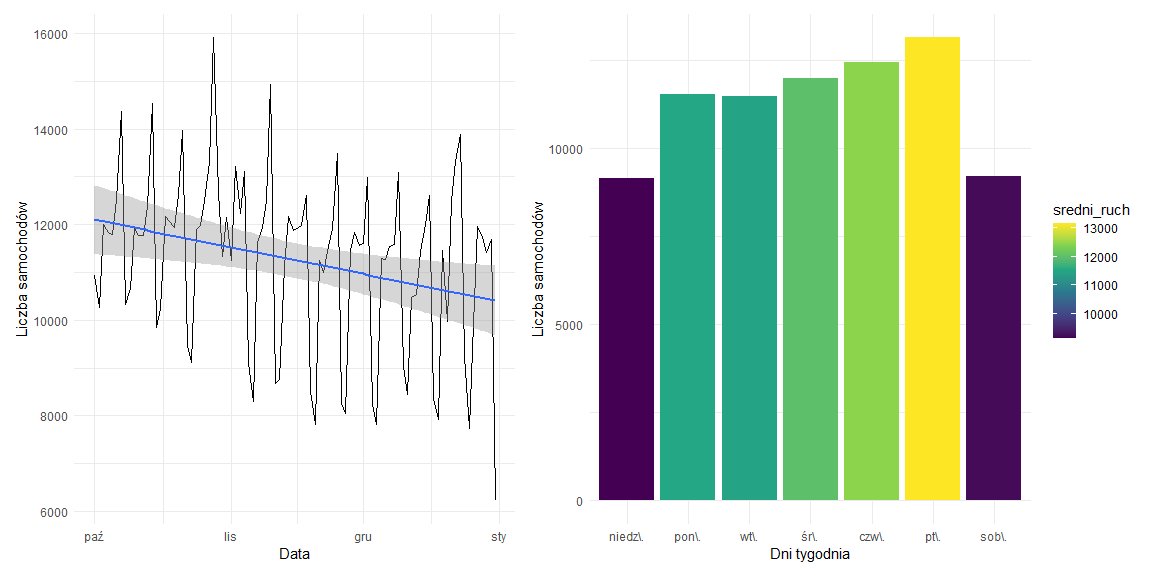 16000
14000
12000
10000
8000
6000
Liczba samochodów
paź
lis
gru
sty
Data
10000
5000
0
Liczba samochodów
niedz\.
pon\.
wt\.
śr\.
czw\.
pt\.
sob\.
Dni tygodnia
sredni_ruch
13000
12000
11000
10000